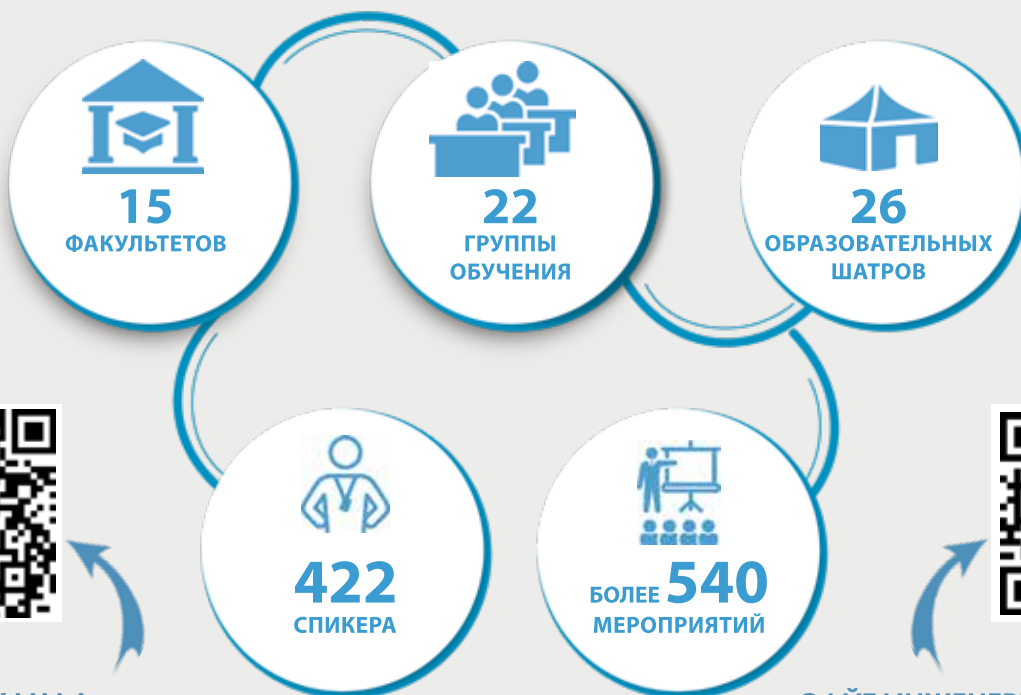 15
ФАКУЛЬТЕТОВ
22
ГРУППЫ
ОБУЧЕНИЯ
26
ОБРАЗОВАТЕЛЬНЫХ
ШАТРОВ
422
СПИКЕРА
БОЛЕЕ 540
МЕРОПРИЯТИЙ